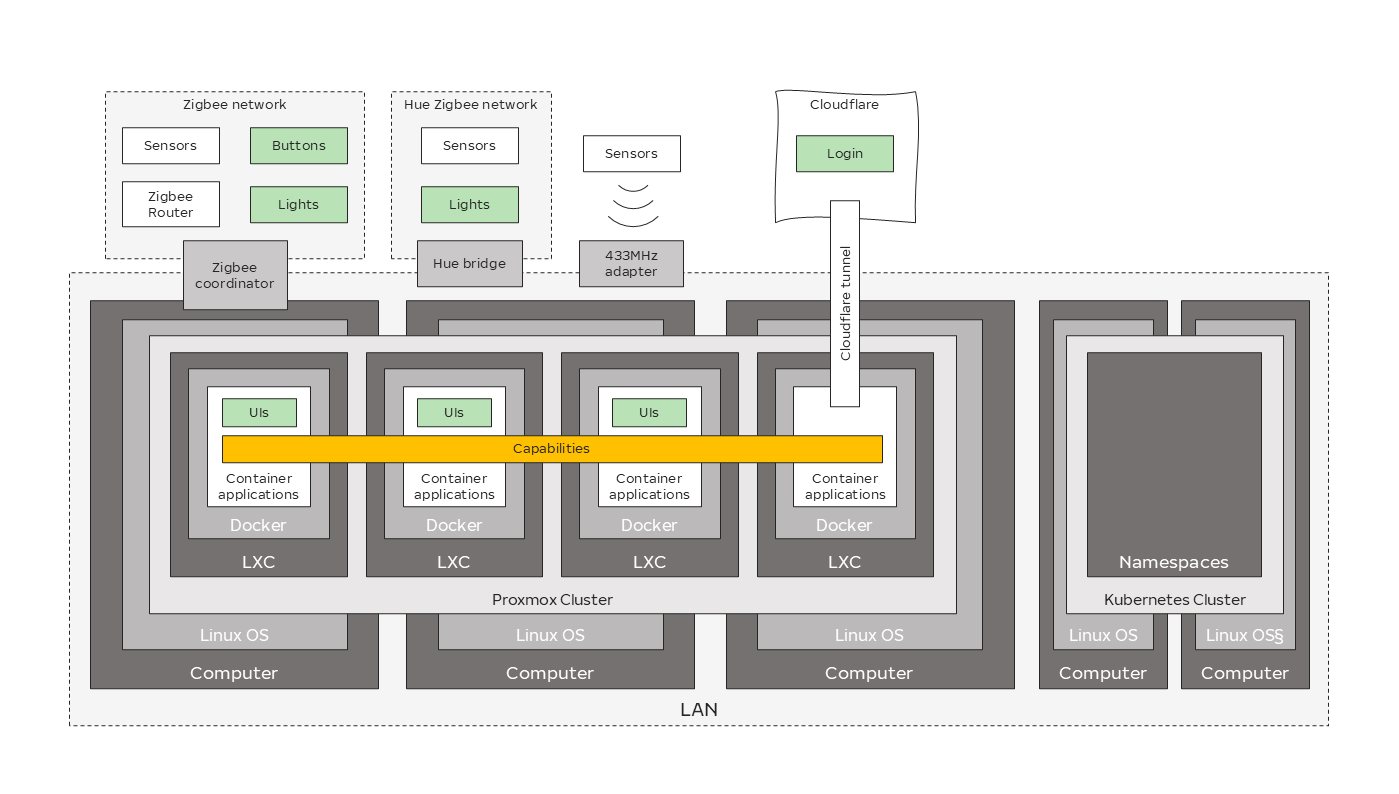 Zigbee network
Hue Zigbee network
Cloudflare
Sensors
Buttons
Sensors
Sensors
Login
Zigbee
Router
Lights
Lights
Zigbee
coordinator
Hue bridge
433MHz
adapter
Cloudflare tunnel
UIs
UIs
UIs
Capabilities
Container
applications
Container
applications
Container
applications
Container
applications
Docker
Docker
Docker
Docker
LXC
LXC
LXC
LXC
Namespaces
Proxmox Cluster
Kubernetes Cluster
Linux OS
Linux OS
Linux OS
Linux OS
Linux OS§
Computer
Computer
Computer
Computer
Computer
LAN